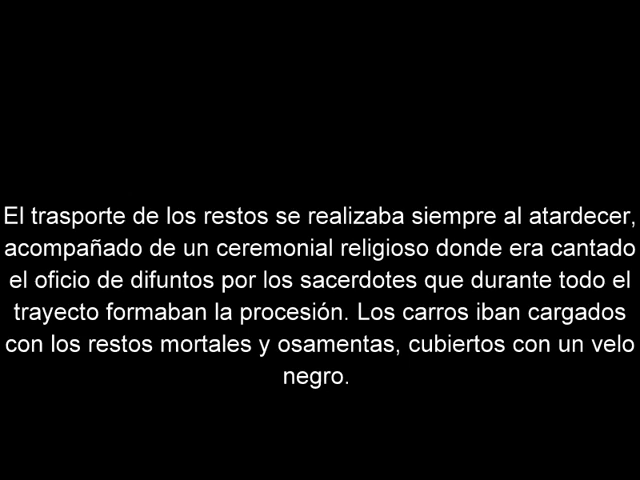 El trasporte de los restos se realizaba siempre al atardecer,
acompañado de un ceremonial religioso donde era cantado
el oficio de difuntos por los sacerdotes que durante todo el
trayecto formaban la procesión. Los carros iban cargados
con los restos mortales y osamentas, cubiertos con un velo
negro.